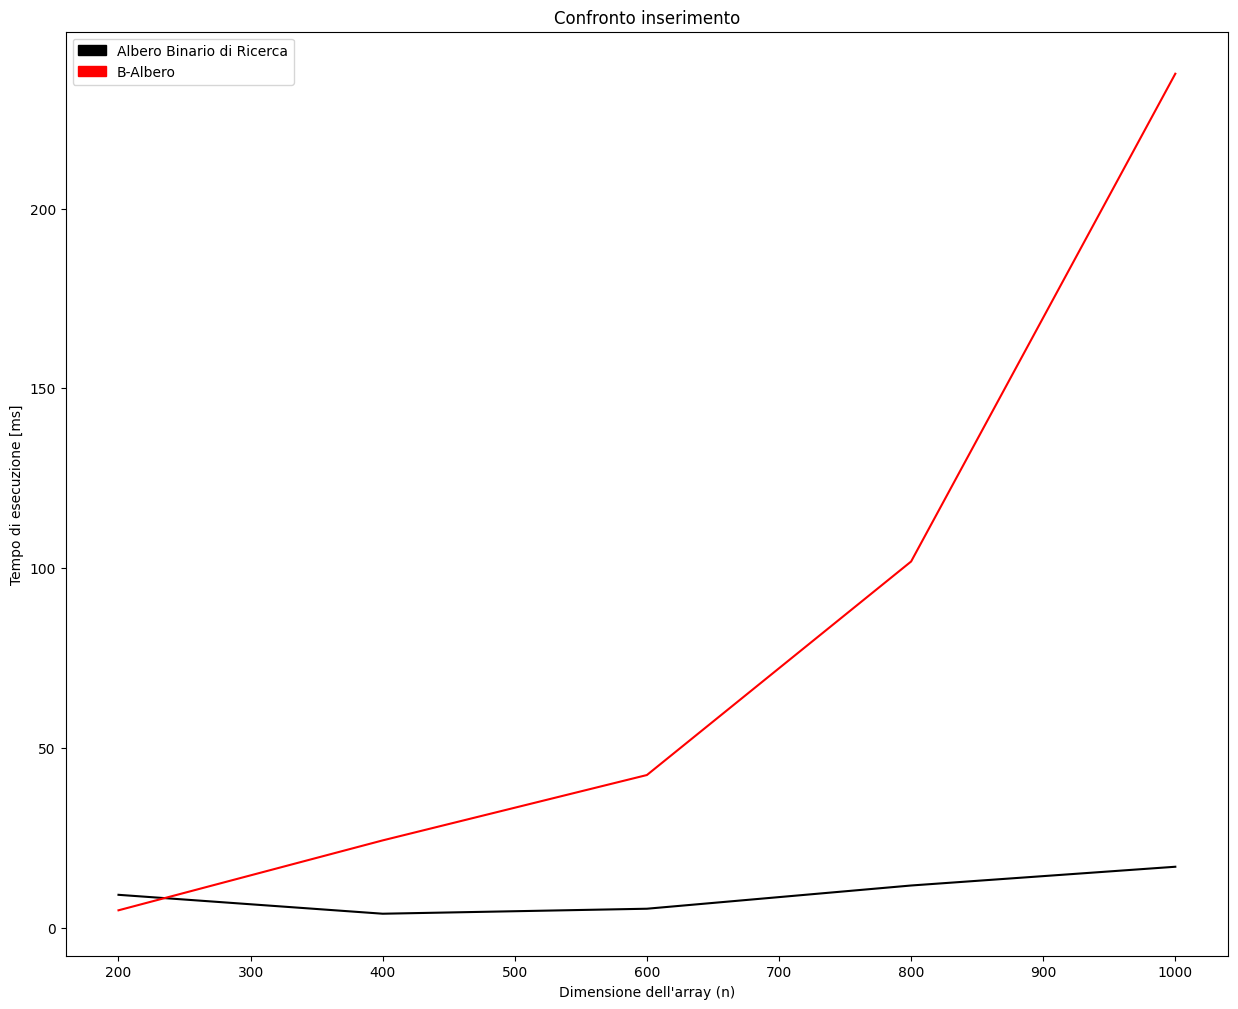 Confronto inserimento
Albero Binario di Ricerca
B-Albero
Tempo di esecuzione [ms]
200
150
100
50
0
200 300 400 500 600 700 800 900 1000
Dimensione dell'array (n)